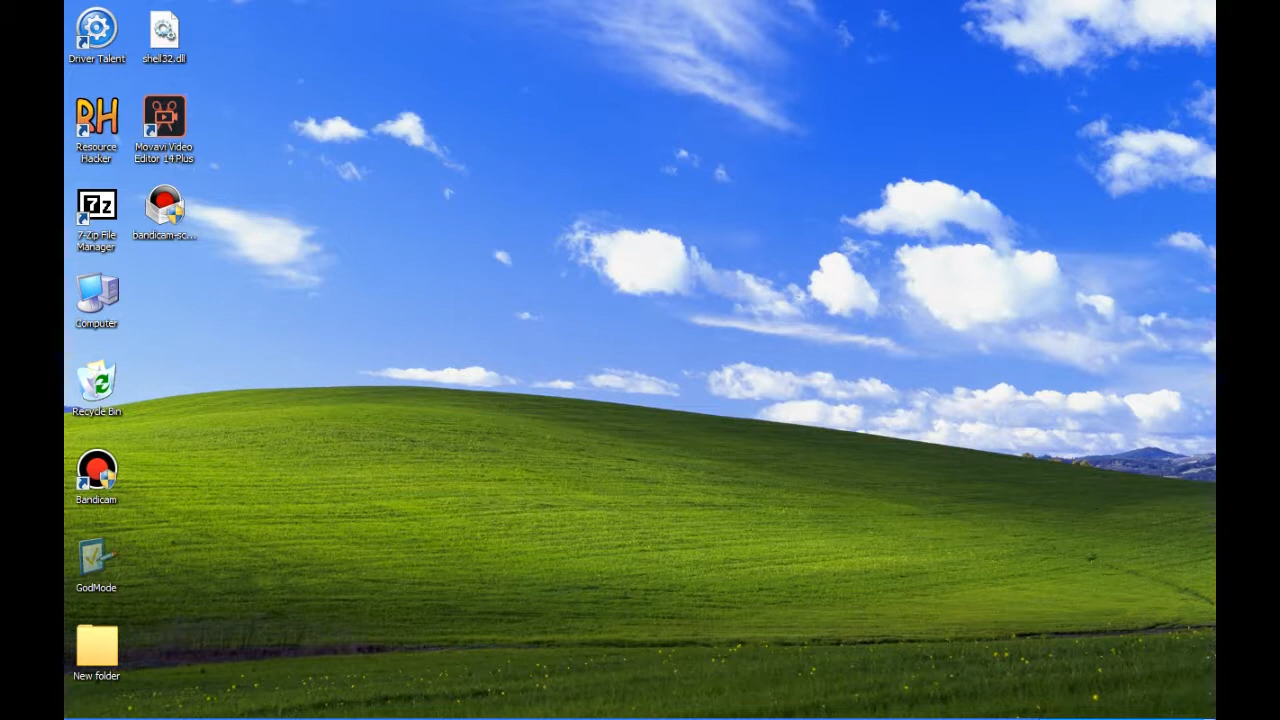 Driver Talent
shell32.dll
RH
Resource
Hacker
Movavi Video
Editor 14 Plus
7z
7-Zip File
Manager
bandicam-sc...
Computer
Recycle Bin
Bandicam
GodMode
New folder